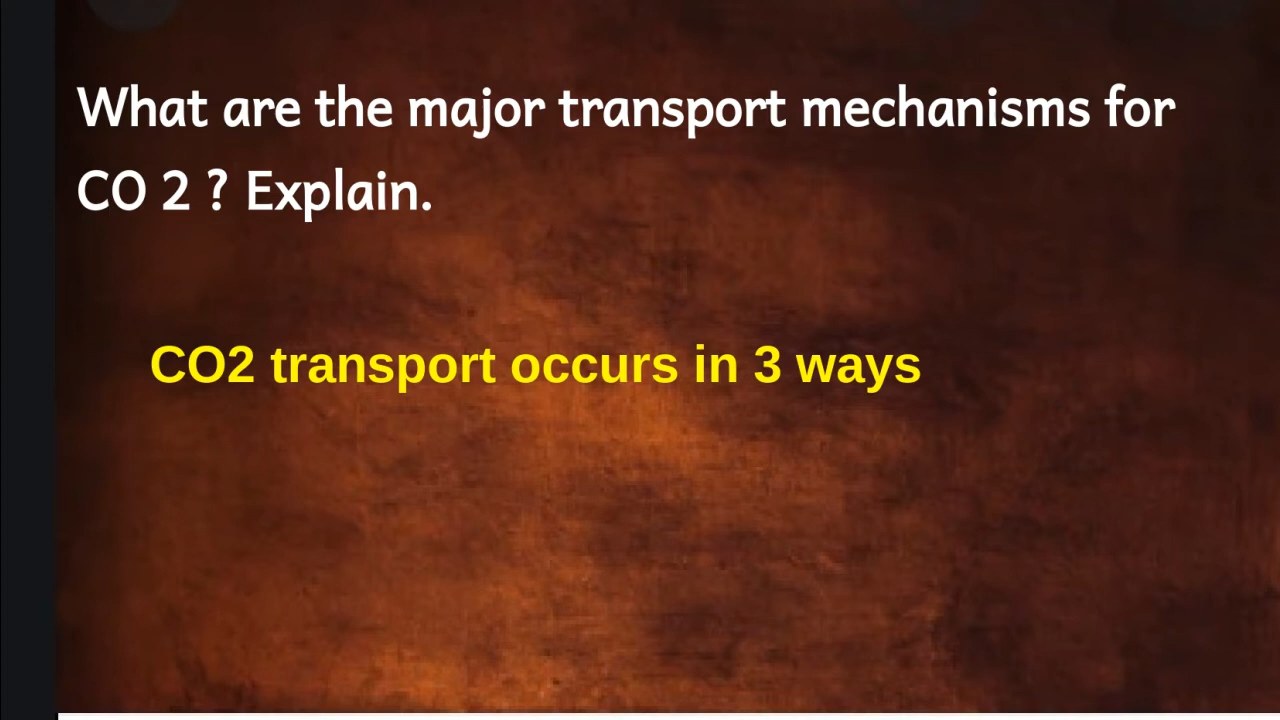 What are the major transport mechanisms for
CO 2 ? Explain.
CO2 transport occurs in 3 ways